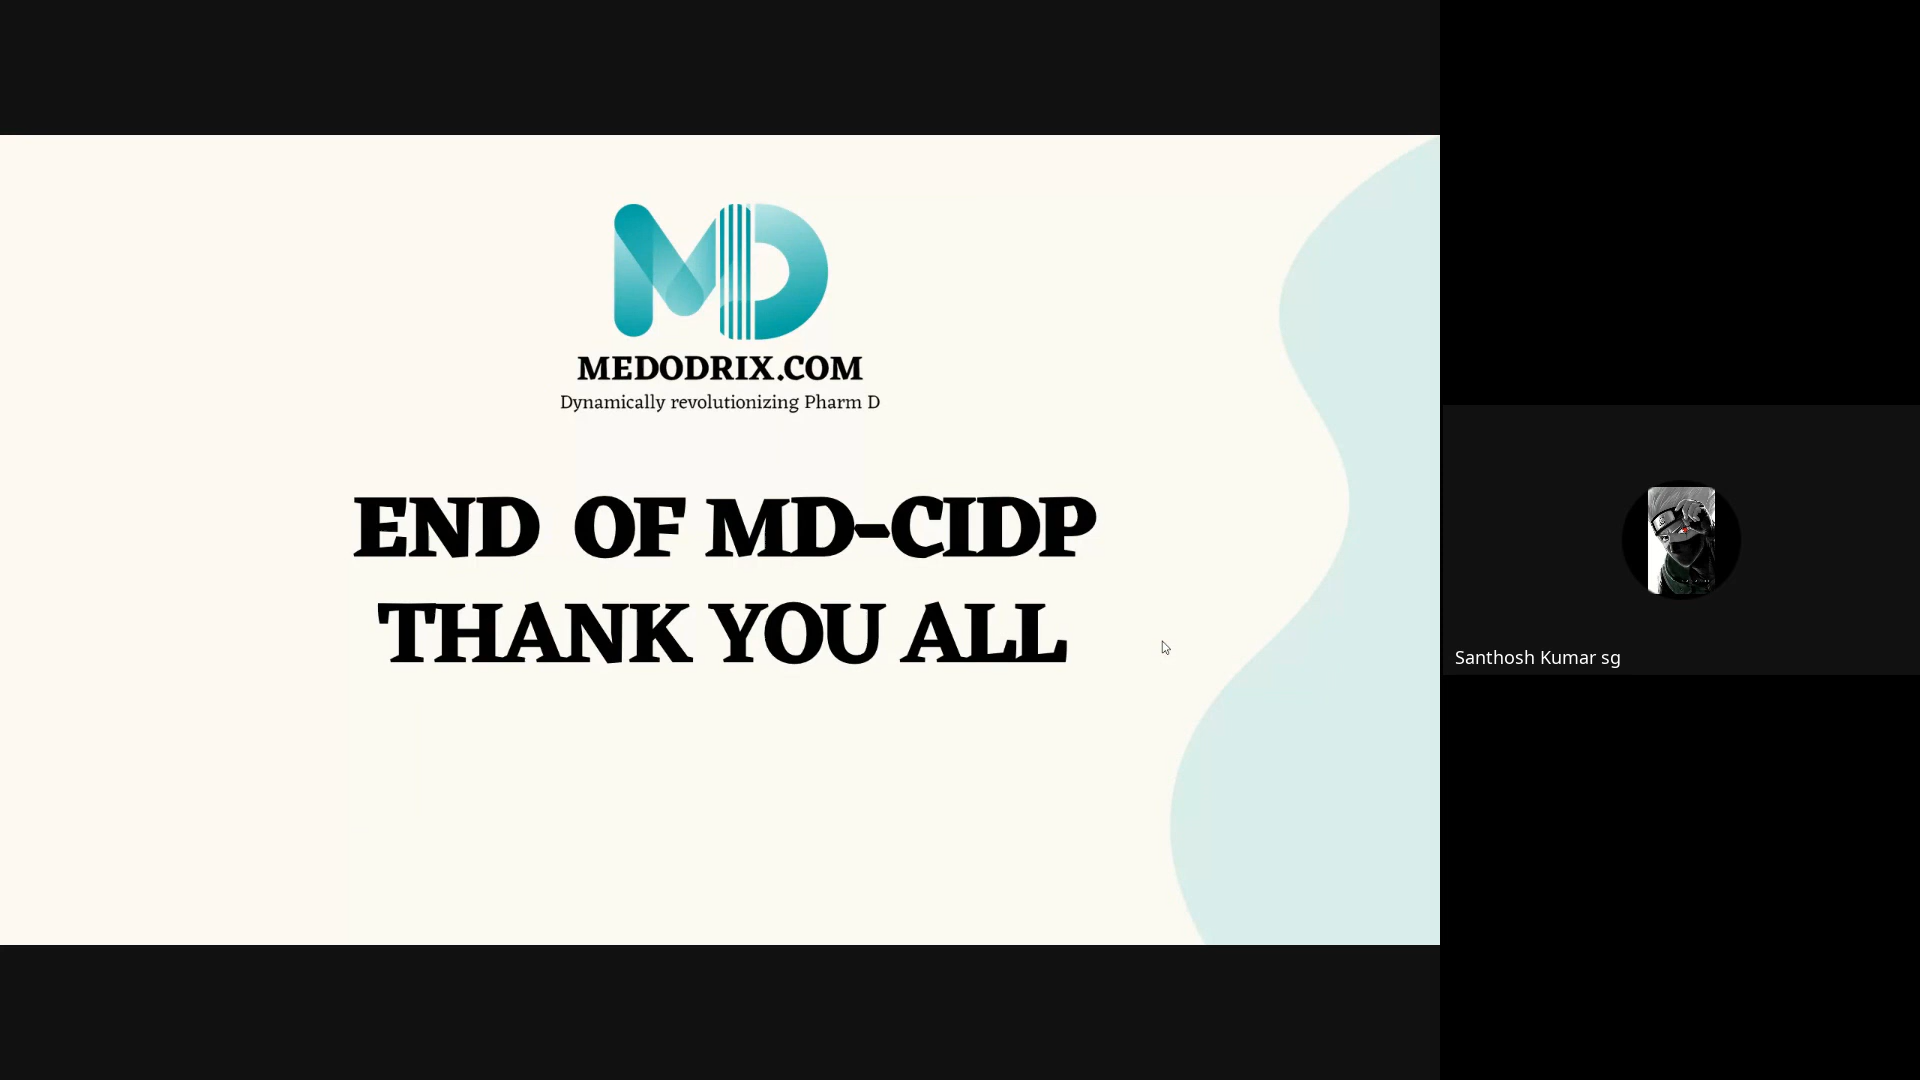 MEDODRIX.COM
Dynamically revolutionizing Pharm D
END OF MD-CIDP
THANK YOU ALL
Santhosh Kumar sg